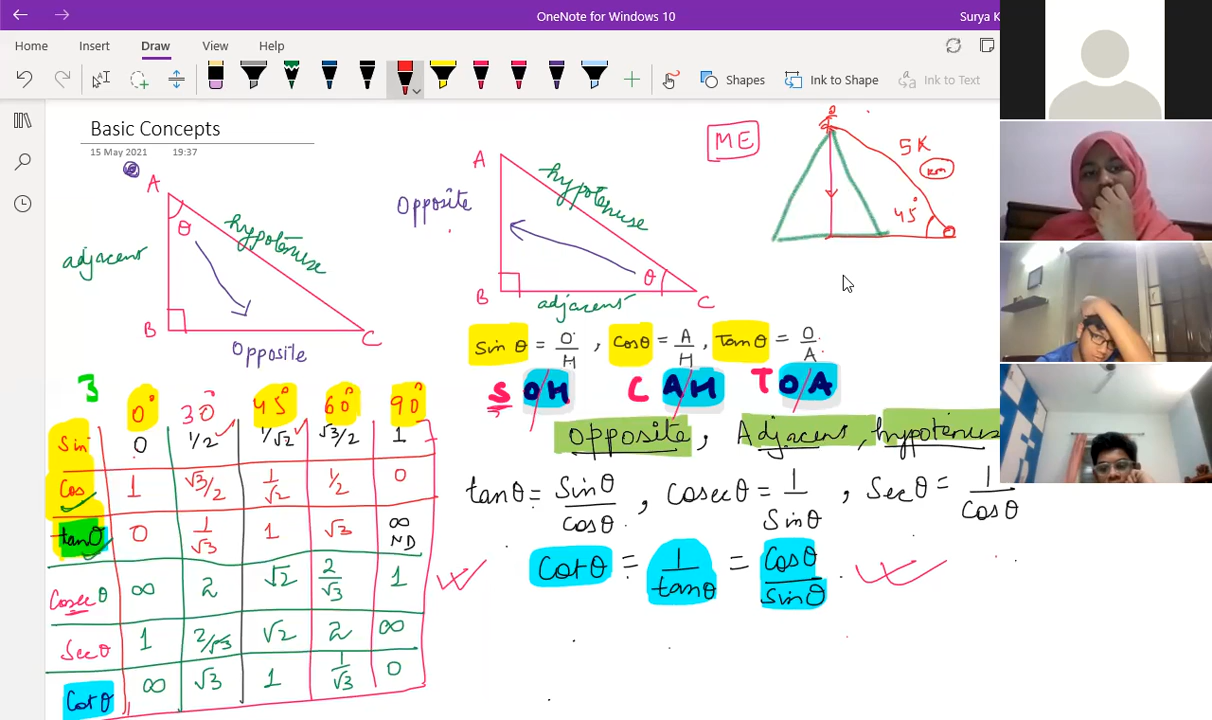 OneNote for Windows 10
Surya K
Home Insert Draw View Help
Shapes Ink to Shape Ink to Text
Basic Concepts
15 May 2021 19:37
A
θ
adjacent
hypotenuse
B
C
Opposite
A
Opposite
hypotenuse
θ
B
adjacent
C
ME
5K
km
45°
Sin θ = O/H , Cosθ = A/H , Tanθ = O/A
S OH C AH T OA
Opposite, Adjacent, hypotenus
tanθ = Sinθ/Cosθ , Cosecθ = 1/Sinθ , Secθ = 1/Cosθ
Cotθ = 1/tanθ = Cosθ/Sinθ
3
0° 30° 45° 60° 90°
Sin 0 1/2 1/√2 √3/2 1
Cos 1 √3/2 1/√2 1/2 0
tanθ 0 1/√3 1 √3 ∞ ND
Cosec θ ∞ 2 √2 2/√3 1
Secθ 1 2/√3 √2 2 ∞
Cotθ ∞ √3 1 1/√3 0